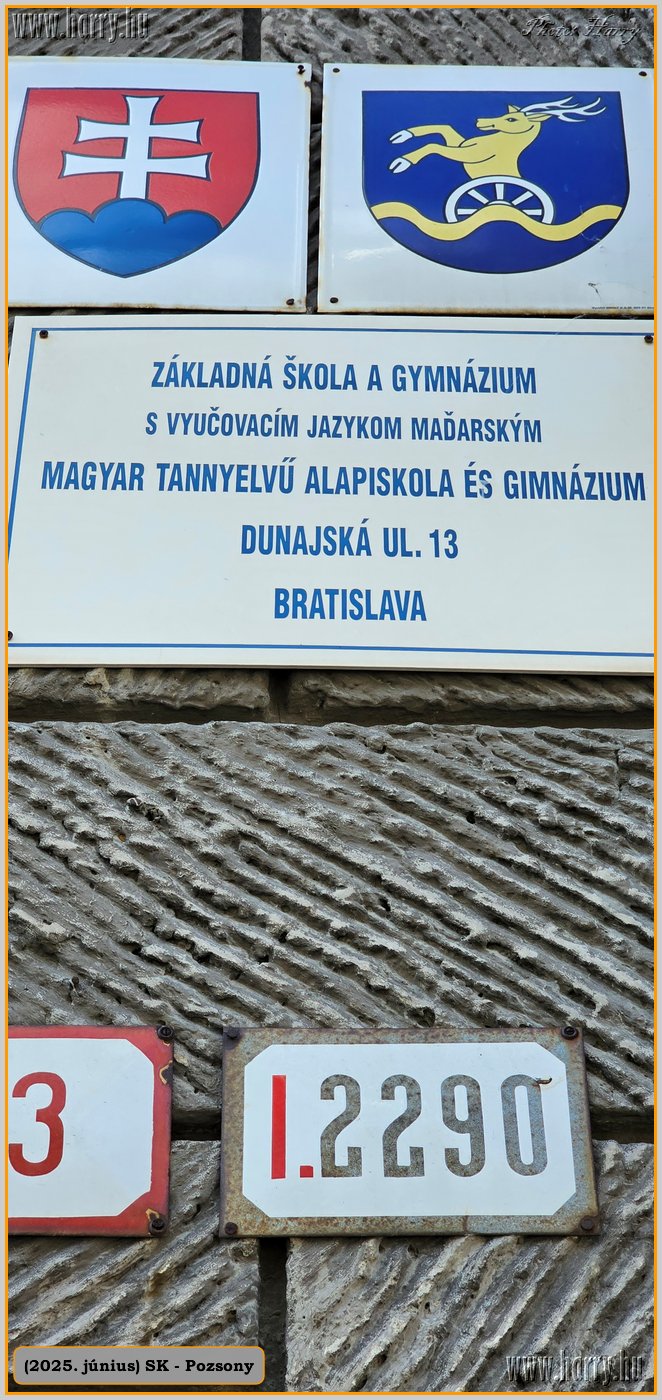 www.harry.hu
Photo: Harry
ZÁKLADNÁ ŠKOLA A GYMNÁZIUM
S VYUČOVACÍM JAZYKOM MAĎARSKÝM
MAGYAR TANNYELVŰ ALAPISKOLA ÉS GIMNÁZIUM
DUNAJSKÁ UL. 13
BRATISLAVA
3
I.2290
(2025. június) SK - Pozsony
www.harry.hu